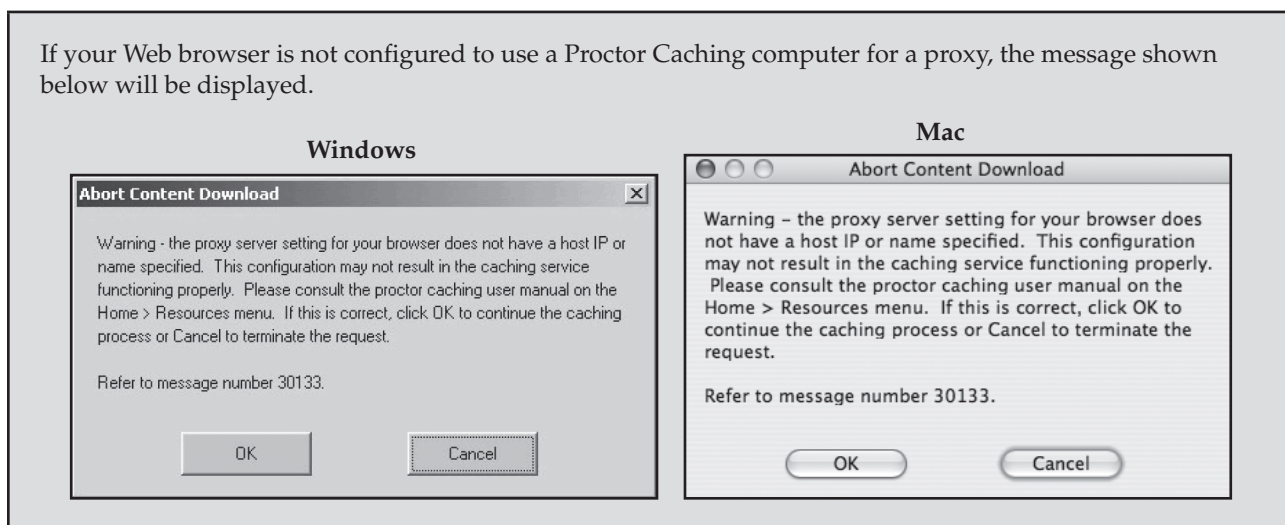 If your Web browser is not configured to use a Proctor Caching computer for a proxy, the message shown
below will be displayed.
Windows
Abort Content Download
Warning - the proxy server setting for your browser does not have a host IP or
name specified. This configuration may not result in the caching service
functioning properly. Please consult the proctor caching user manual on the
Home > Resources menu. If this is correct, click OK to continue the caching
process or Cancel to terminate the request.
Refer to message number 30133.
OK
Cancel
Mac
Abort Content Download
Warning – the proxy server setting for your browser does
not have a host IP or name specified. This configuration
may not result in the caching service functioning properly.
Please consult the proctor caching user manual on the
Home > Resources menu. If this is correct, click OK to
continue the caching process or Cancel to terminate the
request.
Refer to message number 30133.
OK
Cancel